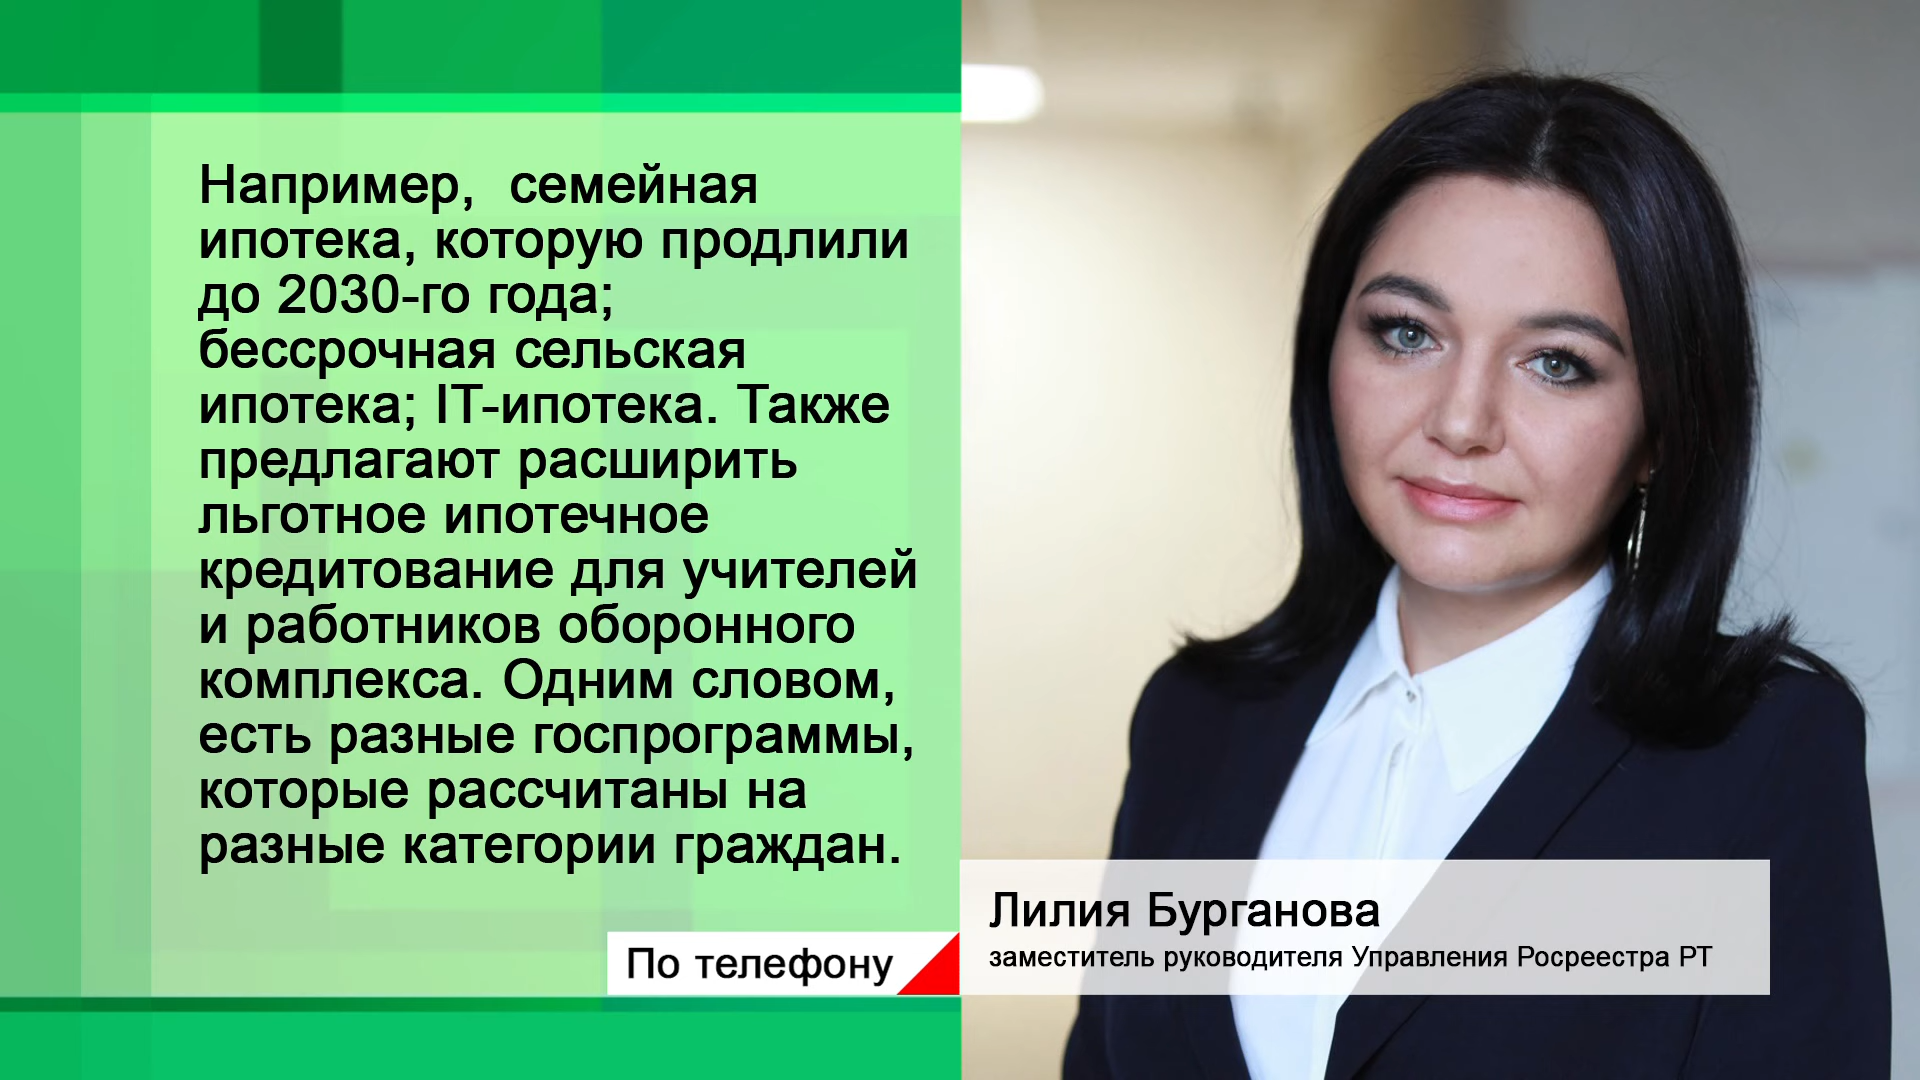 Например,  семейная
ипотека, которую продлили
до 2030-го года;
бессрочная сельская
ипотека; IT-ипотека. Также
предлагают расширить
льготное ипотечное
кредитование для учителей
и работников оборонного
комплекса. Одним словом,
есть разные госпрограммы,
которые рассчитаны на
разные категории граждан.
По телефону
Лилия Бурганова
заместитель руководителя Управления Росреестра РТ